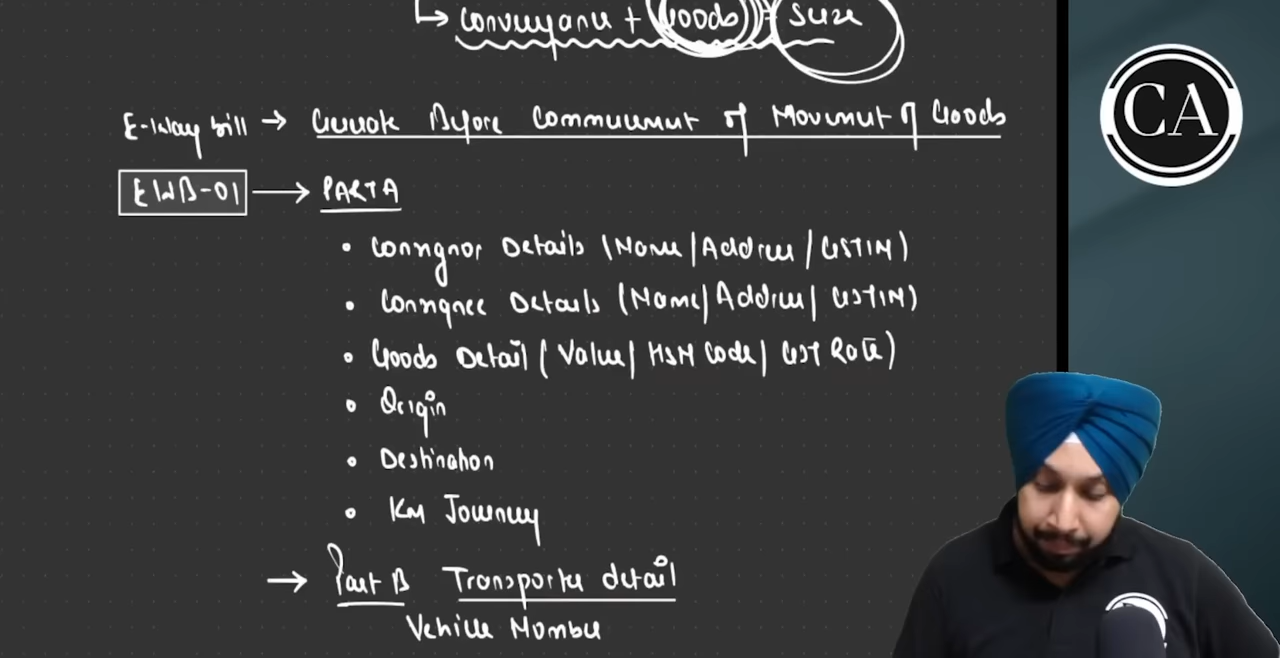 ↳ Conveyance + Goods + Seize
E-way bill → Generate Before Commencement of Movement of Goods
EWB-01 → PART A
• Consignor Details (Name/Address/GSTIN)
• Consignee Details (Name/Address/GSTIN)
• Goods Detail (Value/HSN Code/GST Rate)
• Origin
• Destination
• KM Journey
→ Part B Transporter detail
Vehicle Number
CA